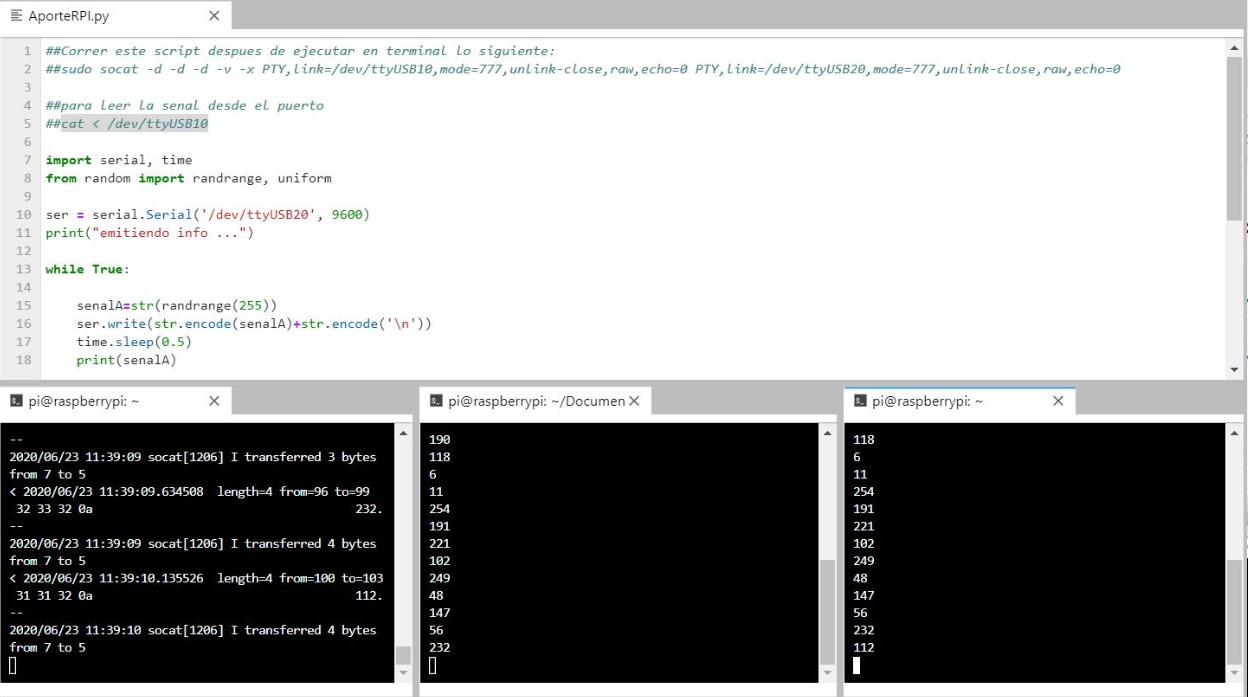 AporteRPI.py
1 ##Correr este script despues de ejecutar en terminal lo siguiente:
2 ##sudo socat -d -d -d -v -x PTY,link=/dev/ttyUSB10,mode=777,unlink-close,raw,echo=0 PTY,link=/dev/ttyUSB20,mode=777,unlink-close,raw,echo=0
3
4 ##para leer la senal desde el puerto
5 ##cat < /dev/ttyUSB10
6
7 import serial, time
8 from random import randrange, uniform
9
10 ser = serial.Serial('/dev/ttyUSB20', 9600)
11 print("emitiendo info ...")
12
13 while True:
14
15     senalA=str(randrange(255))
16     ser.write(str.encode(senalA)+str.encode('\n'))
17     time.sleep(0.5)
18     print(senalA)
pi@raspberrypi: ~
--
2020/06/23 11:39:09 socat[1206] I transferred 3 bytes
from 7 to 5
< 2020/06/23 11:39:09.634508  length=4 from=96 to=99
 32 33 32 0a                                      232.
--
2020/06/23 11:39:09 socat[1206] I transferred 4 bytes
from 7 to 5
< 2020/06/23 11:39:10.135526  length=4 from=100 to=103
 31 31 32 0a                                      112.
--
2020/06/23 11:39:10 socat[1206] I transferred 4 bytes
from 7 to 5
pi@raspberrypi: ~/Documen
190
118
6
11
254
191
221
102
249
48
147
56
232
pi@raspberrypi: ~
118
6
11
254
191
221
102
249
48
147
56
232
112